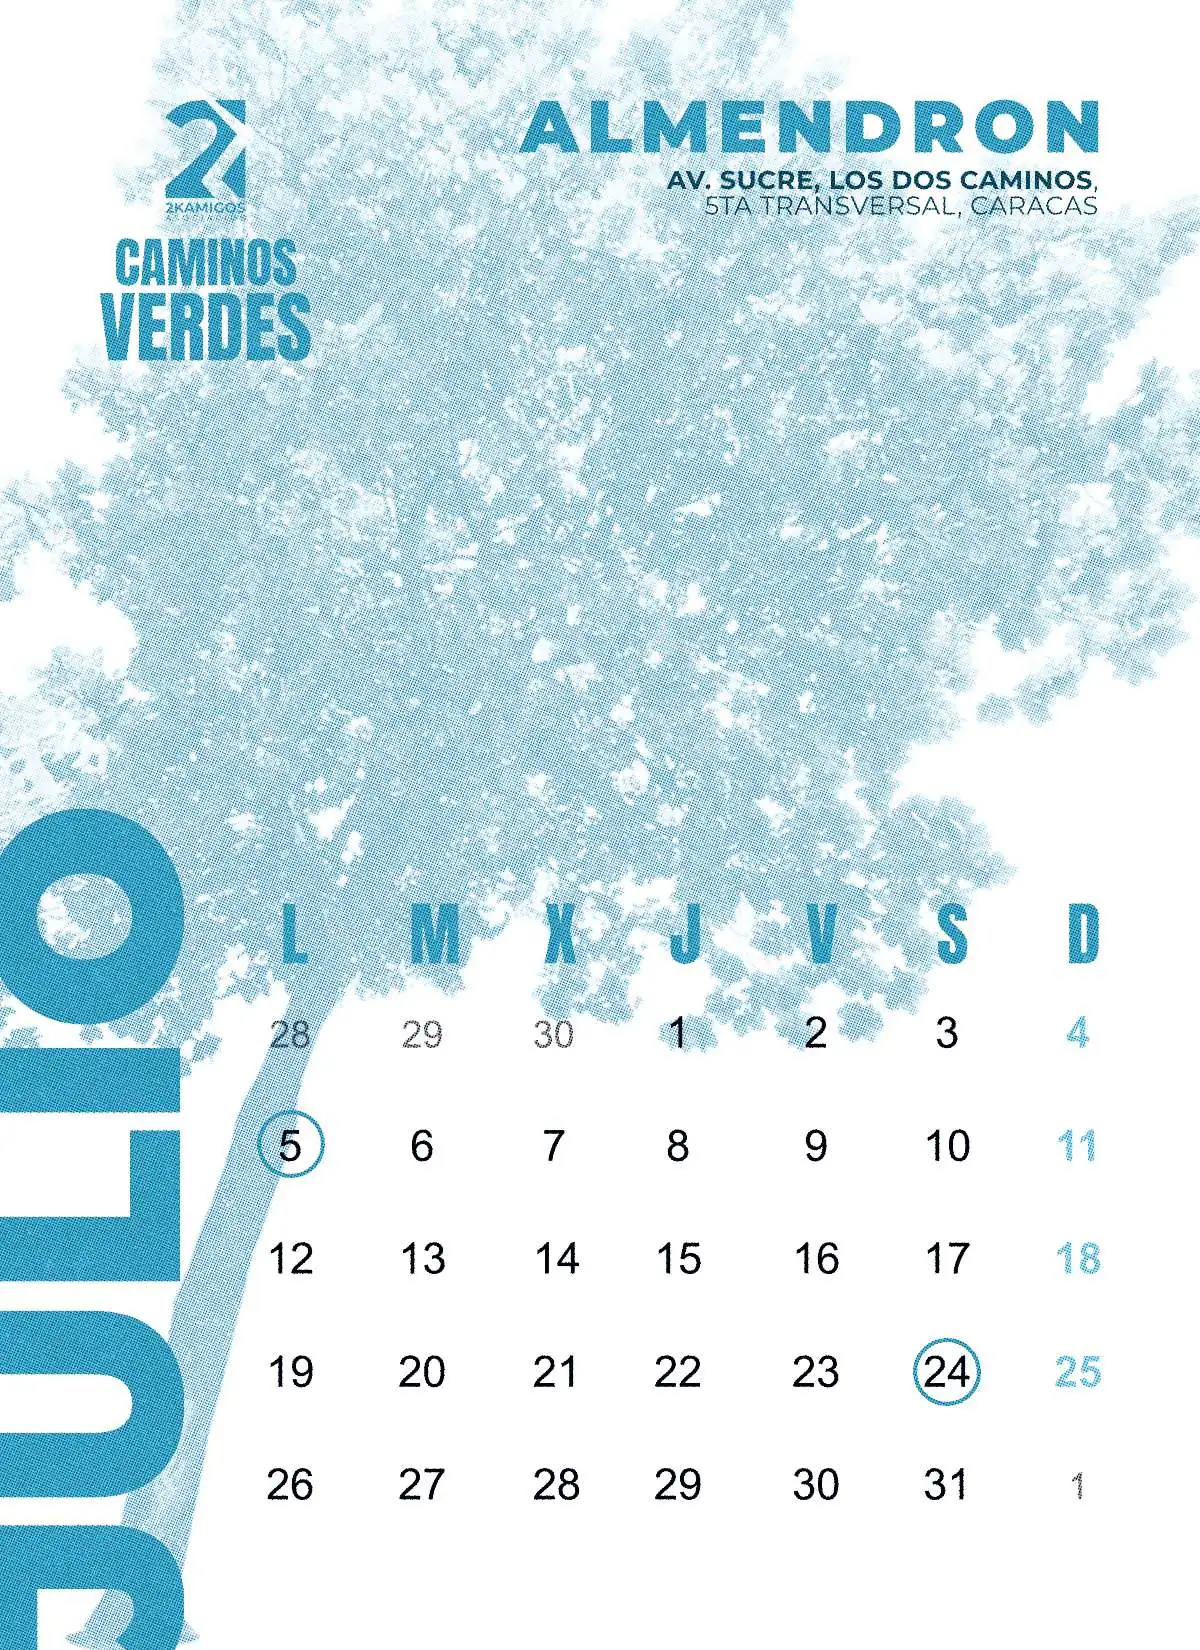 2KAMIGOS
CAMINOS
VERDES
ALMENDRON
AV. SUCRE, LOS DOS CAMINOS,
5TA TRANSVERSAL, CARACAS
JULIO
L M X J V S D
28 29 30 1 2 3 4
5 6 7 8 9 10 11
12 13 14 15 16 17 18
19 20 21 22 23 24 25
26 27 28 29 30 31 1